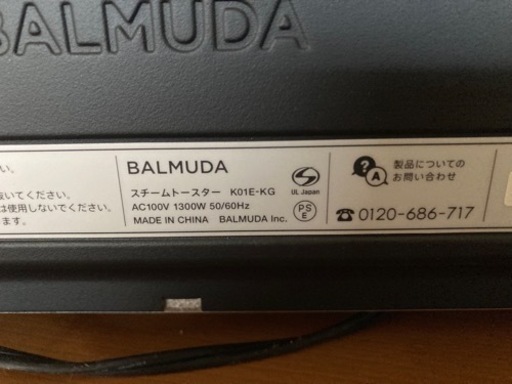 BALMUDA
い。
BALMUDA
スチームトースター K01E-KG
AC100V 1300W 50/60Hz
MADE IN CHINA BALMUDA Inc.
UL Japan
PS
E
抜いてください。
は使用しないでください。
ます。
?
A
製品についての
お問い合わせ
☎ 0120-686-717